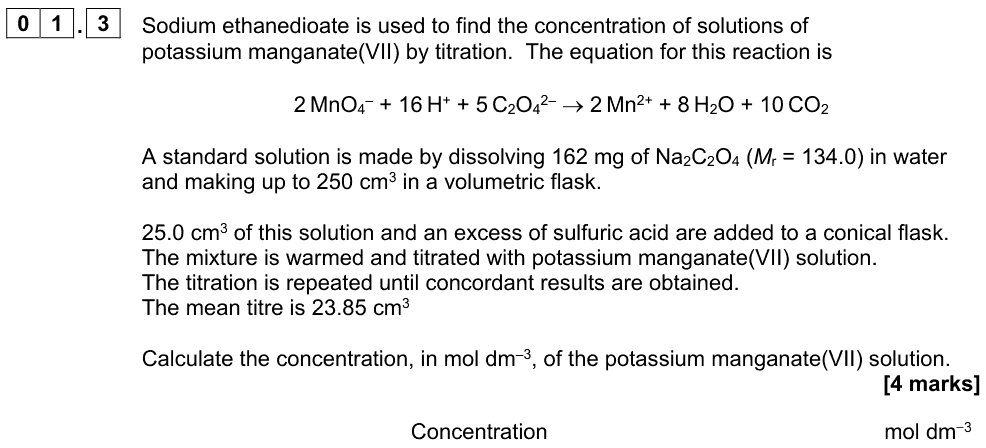 0 1 . 3 Sodium ethanedioate is used to find the concentration of solutions of
potassium manganate(VII) by titration. The equation for this reaction is
2 MnO₄⁻ + 16 H⁺ + 5 C₂O₄²⁻ → 2 Mn²⁺ + 8 H₂O + 10 CO₂
A standard solution is made by dissolving 162 mg of Na₂C₂O₄ (Mᵣ = 134.0) in water
and making up to 250 cm³ in a volumetric flask.
25.0 cm³ of this solution and an excess of sulfuric acid are added to a conical flask.
The mixture is warmed and titrated with potassium manganate(VII) solution.
The titration is repeated until concordant results are obtained.
The mean titre is 23.85 cm³
Calculate the concentration, in mol dm⁻³, of the potassium manganate(VII) solution.
[4 marks]
Concentration mol dm⁻³